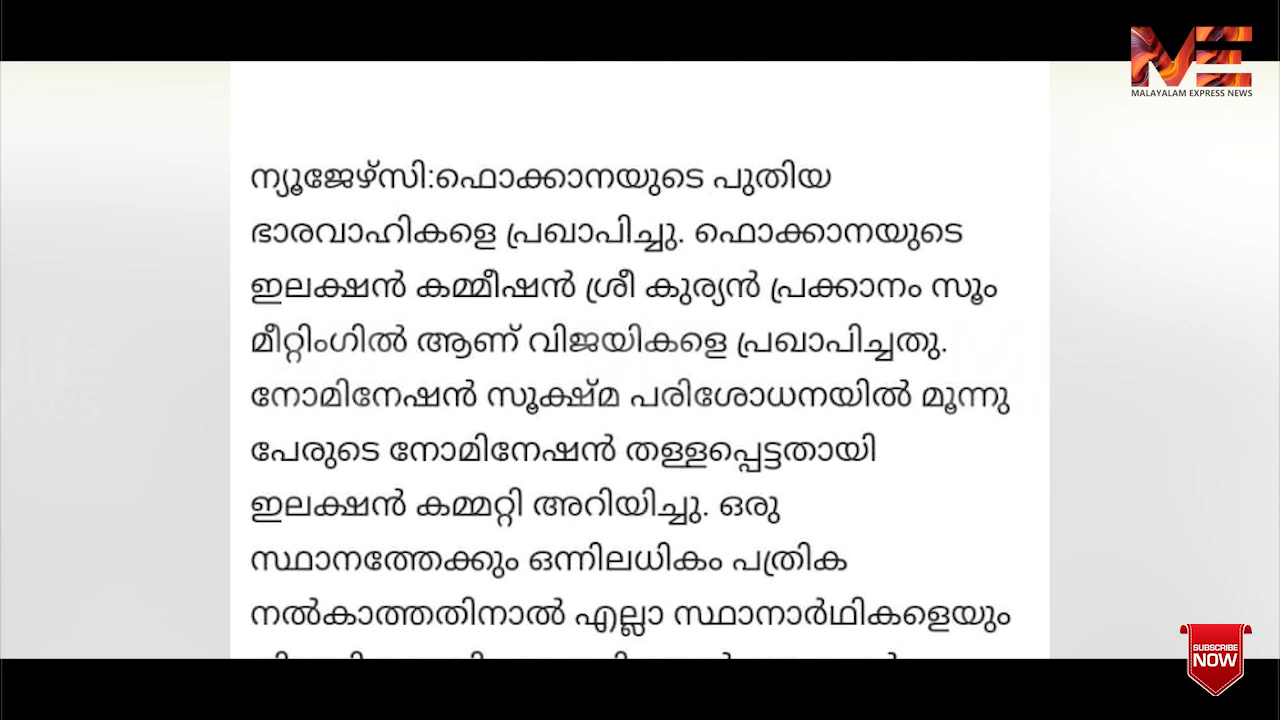 ME
MALAYALAM EXPRESS NEWS
ന്യൂജേഴ്സി:ഫൊക്കാനയുടെ പുതിയ
ഭാരവാഹികളെ പ്രഖാപിച്ചു. ഫൊക്കാനയുടെ
ഇലക്ഷൻ കമ്മീഷൻ ശ്രീ കുര്യൻ പ്രക്കാനം സൂം
മീറ്റിംഗിൽ ആണ് വിജയികളെ പ്രഖാപിച്ചതു.
നോമിനേഷൻ സൂക്ഷ്മ പരിശോധനയിൽ മൂന്നു
പേരുടെ നോമിനേഷൻ തള്ളപ്പെട്ടതായി
ഇലക്ഷൻ കമ്മറ്റി അറിയിച്ചു. ഒരു
സ്ഥാനത്തേക്കും ഒന്നിലധികം പത്രിക
നൽകാത്തതിനാൽ എല്ലാ സ്ഥാനാർഥികളെയും
SUBSCRIBE
NOW